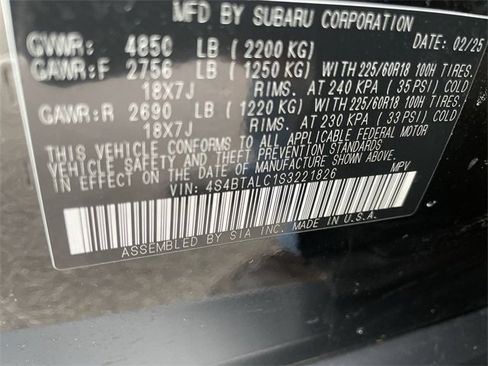 MFD BY SUBARU CORPORATION
DATE: 02/25
GVWR: 4850 LB (2200 KG)
GAWR:F 2756 LB (1250 KG) WITH 225/60R18 100H TIRES,
18X7J RIMS, AT 240 KPA (35 PSI) COLD
GAWR:R 2690 LB (1220 KG) WITH 225/60R18 100H TIRES,
18X7J RIMS, AT 230 KPA (33 PSI) COLD
THIS VEHICLE CONFORMS TO ALL APPLICABLE FEDERAL MOTOR
VEHICLE SAFETY AND THEFT PREVENTION STANDARDS
IN EFFECT ON THE DATE OF MANUFACTURE SHOWN ABOVE.
VIN: 4S4BTALC1S3221826 MPV
ASSEMBLED BY SIA INC. MADE IN U.S.A.